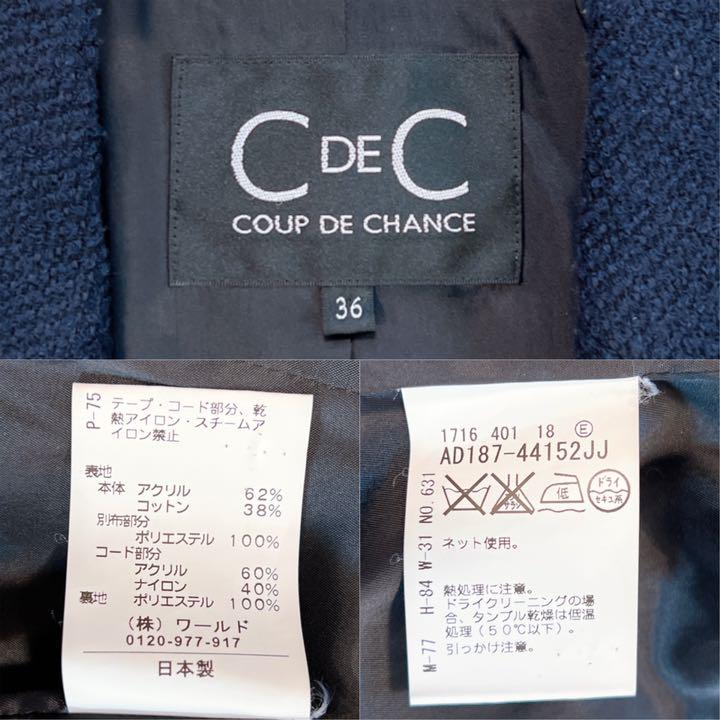 C DE C
COUP DE CHANCE
36
P-75
テープ・コード部分、乾
熱アイロン・スチームア
イロン禁止
表地
本体 アクリル 62%
コットン 38%
別布部分
ポリエステル 100%
コード部分
アクリル 60%
ナイロン 40%
裏地 ポリエステル 100%
(株) ワールド
0120-977-917
日本製
1716 401 18 E
AD187-44152JJ
サラシ
低
ドライ
セキユ系
ネット使用。
熱処理に注意。
ドライクリーニングの場
合、タンブル乾燥は低温
処理(50℃以下)。
引っかけ注意。
M-77 H-84 W-31 NO. 631